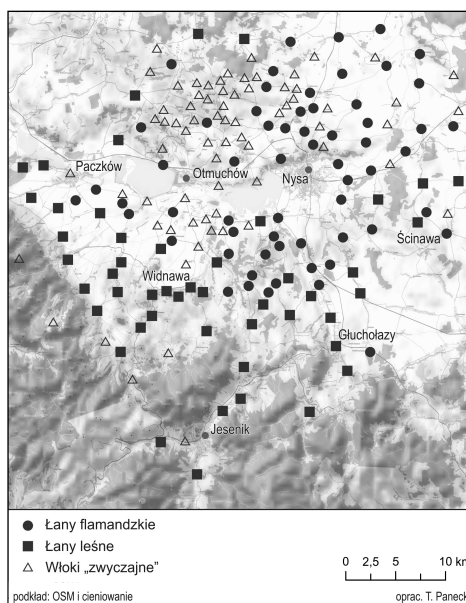 Paczków
Otmuchów
Nysa
Ścinawa
Widnawa
Głuchołazy
Jesenik
Łany flamandzkie
Łany leśne
Włoki „zwyczajne"
0 2,5 5 10 km
podkład: OSM i cieniowanie
oprac. T. Panecki